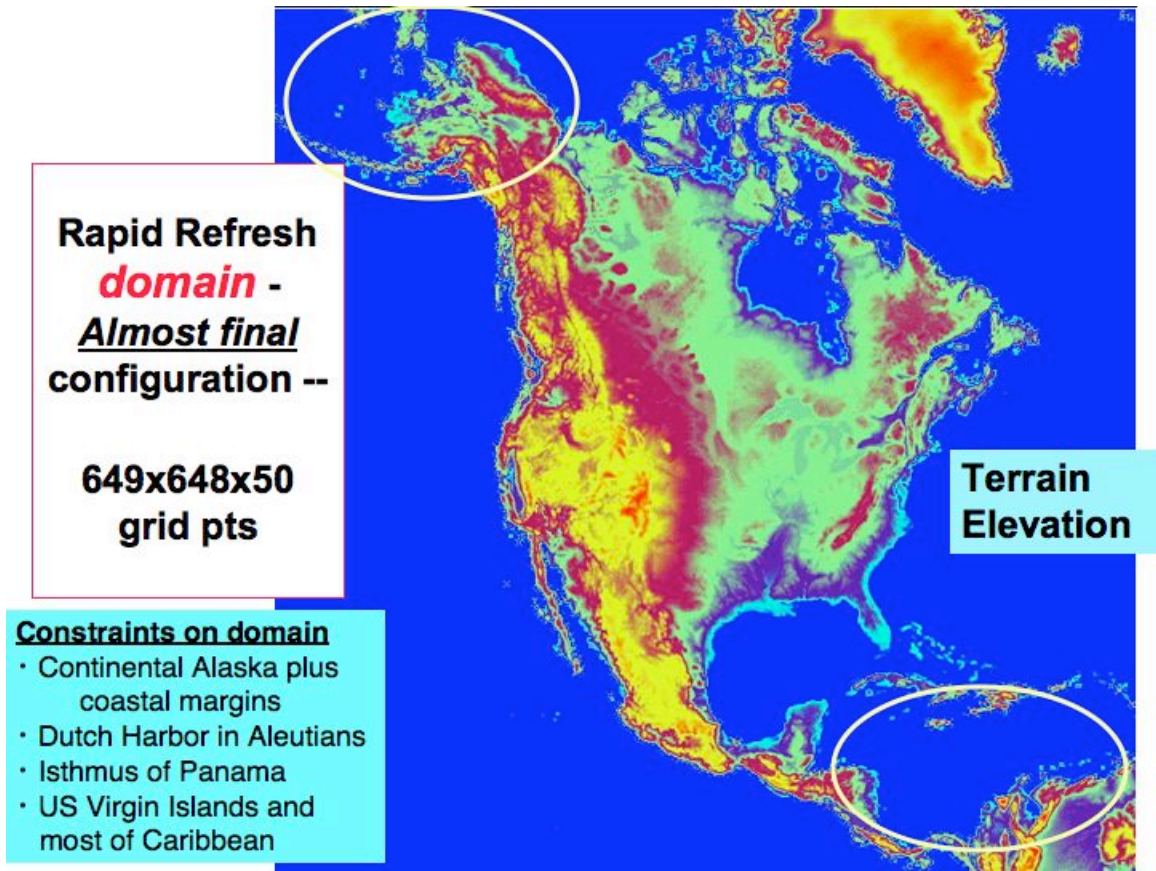 Rapid Refresh
domain -
Almost final
configuration --
649x648x50
grid pts
Terrain
Elevation
Constraints on domain
· Continental Alaska plus
coastal margins
· Dutch Harbor in Aleutians
· Isthmus of Panama
· US Virgin Islands and
most of Caribbean